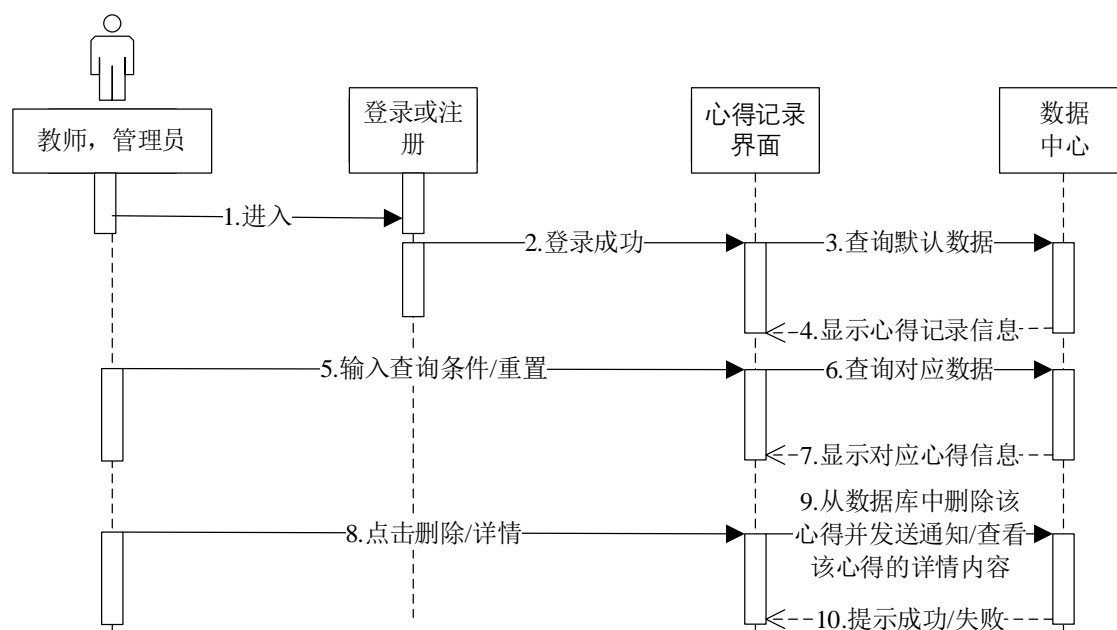 教师，管理员
登录或注
册
心得记录
界面
数据
中心
1.进入
2.登录成功
3.查询默认数据
4.显示心得记录信息
5.输入查询条件/重置
6.查询对应数据
7.显示对应心得信息
8.点击删除/详情
9.从数据库中删除该
心得并发送通知/查看
该心得的详情内容
10.提示成功/失败